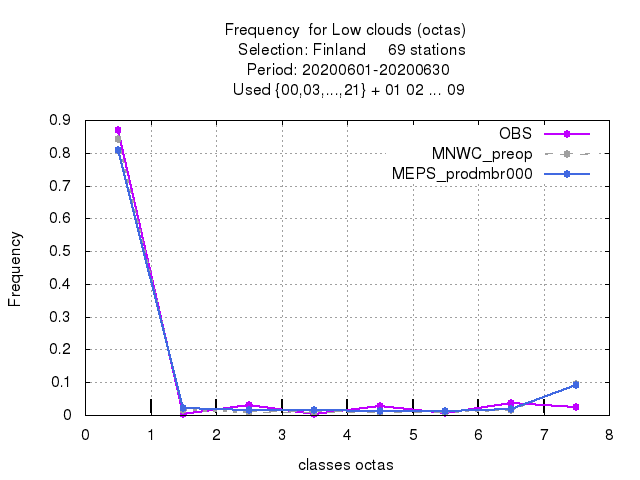 Frequency  for Low clouds (octas)
Selection: Finland     69 stations
Period: 20200601-20200630
Used {00,03,...,21} + 01 02 ... 09
OBS
MNWC_preop
MEPS_prodmbr000
Frequency
0.9
0.8
0.7
0.6
0.5
0.4
0.3
0.2
0.1
0
0 1 2 3 4 5 6 7 8
classes octas